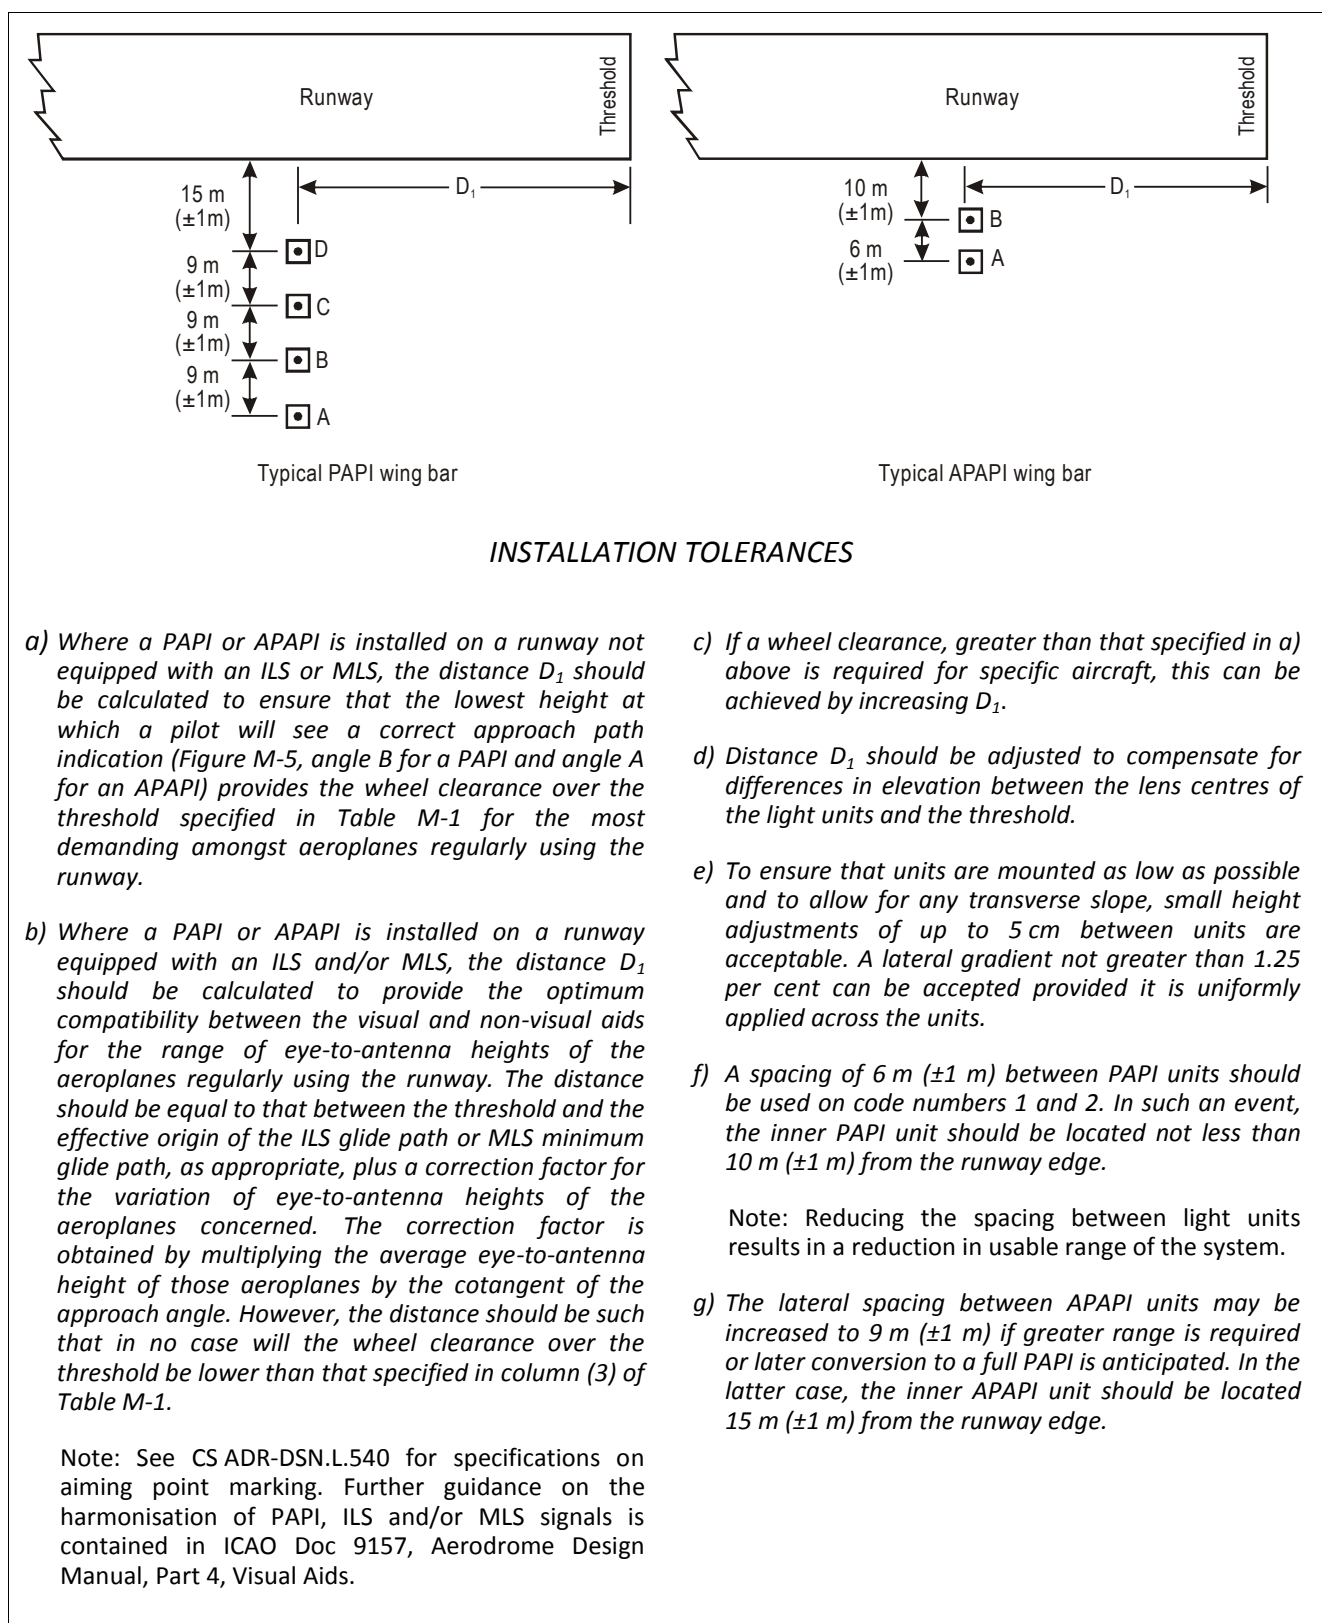 Runway
Threshold
15 m
(±1m)
D₁
D
9 m
(±1m)
C
9 m
(±1m)
B
9 m
(±1m)
A
Typical PAPI wing bar
Runway
Threshold
10 m
(±1m)
D₁
B
6 m
(±1m)
A
Typical APAPI wing bar
INSTALLATION TOLERANCES
a) Where a PAPI or APAPI is installed on a runway not
equipped with an ILS or MLS, the distance D₁ should
be calculated to ensure that the lowest height at
which a pilot will see a correct approach path
indication (Figure M-5, angle B for a PAPI and angle A
for an APAPI) provides the wheel clearance over the
threshold specified in Table M-1 for the most
demanding amongst aeroplanes regularly using the
runway.
b) Where a PAPI or APAPI is installed on a runway
equipped with an ILS and/or MLS, the distance D₁
should be calculated to provide the optimum
compatibility between the visual and non-visual aids
for the range of eye-to-antenna heights of the
aeroplanes regularly using the runway. The distance
should be equal to that between the threshold and the
effective origin of the ILS glide path or MLS minimum
glide path, as appropriate, plus a correction factor for
the variation of eye-to-antenna heights of the
aeroplanes concerned. The correction factor is
obtained by multiplying the average eye-to-antenna
height of those aeroplanes by the cotangent of the
approach angle. However, the distance should be such
that in no case will the wheel clearance over the
threshold be lower than that specified in column (3) of
Table M-1.
Note: See CS ADR-DSN.L.540 for specifications on
aiming point marking. Further guidance on the
harmonisation of PAPI, ILS and/or MLS signals is
contained in ICAO Doc 9157, Aerodrome Design
Manual, Part 4, Visual Aids.
c) If a wheel clearance, greater than that specified in a)
above is required for specific aircraft, this can be
achieved by increasing D₁.
d) Distance D₁ should be adjusted to compensate for
differences in elevation between the lens centres of
the light units and the threshold.
e) To ensure that units are mounted as low as possible
and to allow for any transverse slope, small height
adjustments of up to 5 cm between units are
acceptable. A lateral gradient not greater than 1.25
per cent can be accepted provided it is uniformly
applied across the units.
f) A spacing of 6 m (±1 m) between PAPI units should
be used on code numbers 1 and 2. In such an event,
the inner PAPI unit should be located not less than
10 m (±1 m) from the runway edge.
Note: Reducing the spacing between light units
results in a reduction in usable range of the system.
g) The lateral spacing between APAPI units may be
increased to 9 m (±1 m) if greater range is required
or later conversion to a full PAPI is anticipated. In the
latter case, the inner APAPI unit should be located
15 m (±1 m) from the runway edge.